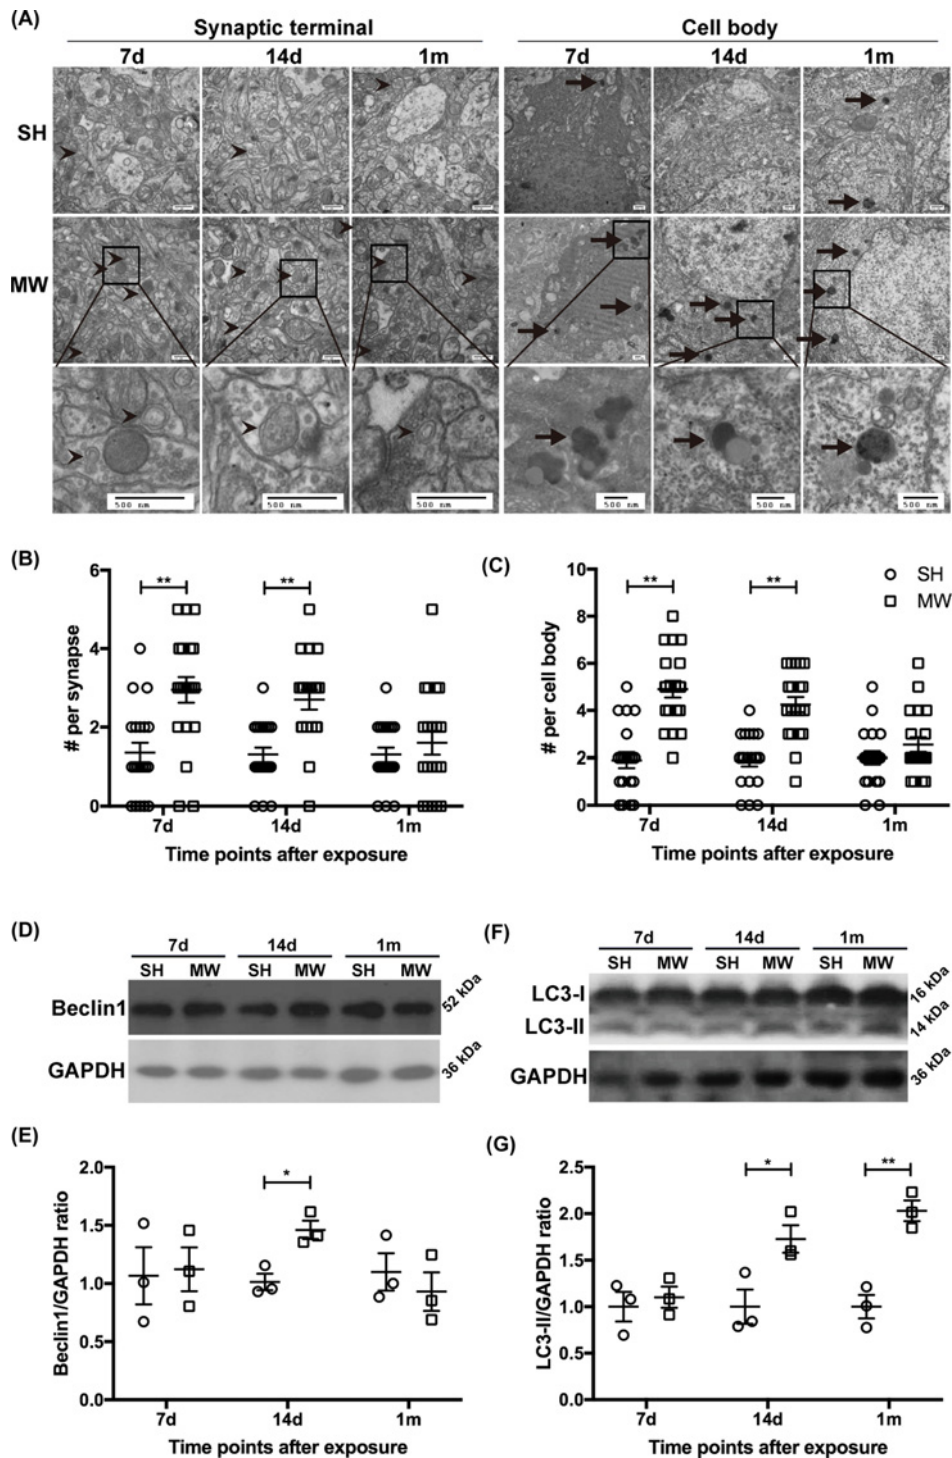 (A)
Synaptic terminal
Cell body
7d 14d 1m 7d 14d 1m
SH
MW
500 nm 500 nm 500 nm 500 nm 500 nm 500 nm
(B)
6
4
2
0
# per synapse
** **
7d 14d 1m
Time points after exposure
(C)
10
8
6
4
2
0
# per cell body
** **
SH
MW
7d 14d 1m
Time points after exposure
(D)
7d 14d 1m
SH MW SH MW SH MW
Beclin1 52 kDa
GAPDH 36 kDa
(F)
7d 14d 1m
SH MW SH MW SH MW
LC3-I 16 kDa
LC3-II 14 kDa
GAPDH 36 kDa
(E)
2.0
1.5
1.0
0.5
0.0
Beclin1/GAPDH ratio
*
7d 14d 1m
Time points after exposure
(G)
2.5
2.0
1.5
1.0
0.5
0.0
LC3-II/GAPDH ratio
* **
7d 14d 1m
Time points after exposure